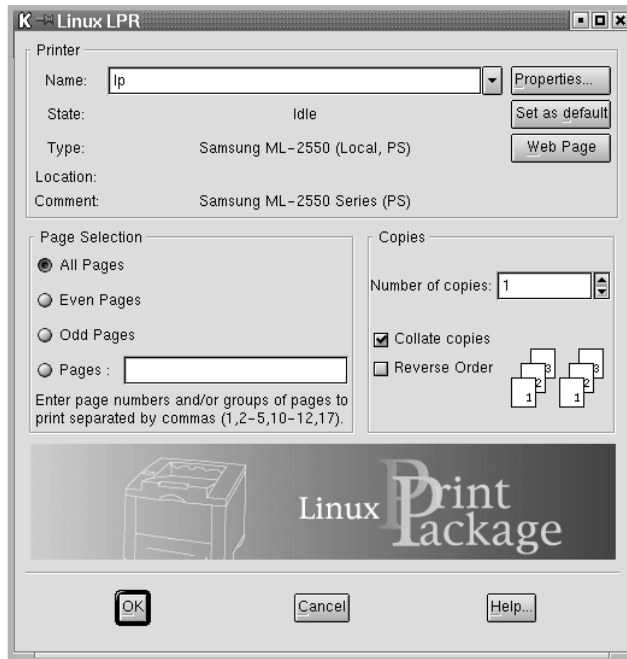 Linux LPR
Printer
Name: lp Properties...
State: Idle Set as default
Type: Samsung ML-2550 (Local, PS) Web Page
Location:
Comment: Samsung ML-2550 Series (PS)
Page Selection
All Pages
Even Pages
Odd Pages
Pages :
Enter page numbers and/or groups of pages to
print separated by commas (1,2-5,10-12,17).
Copies
Number of copies: 1
Collate copies
Reverse Order
3 3
2 2
1 1
Linux Print
Package
OK Cancel Help...